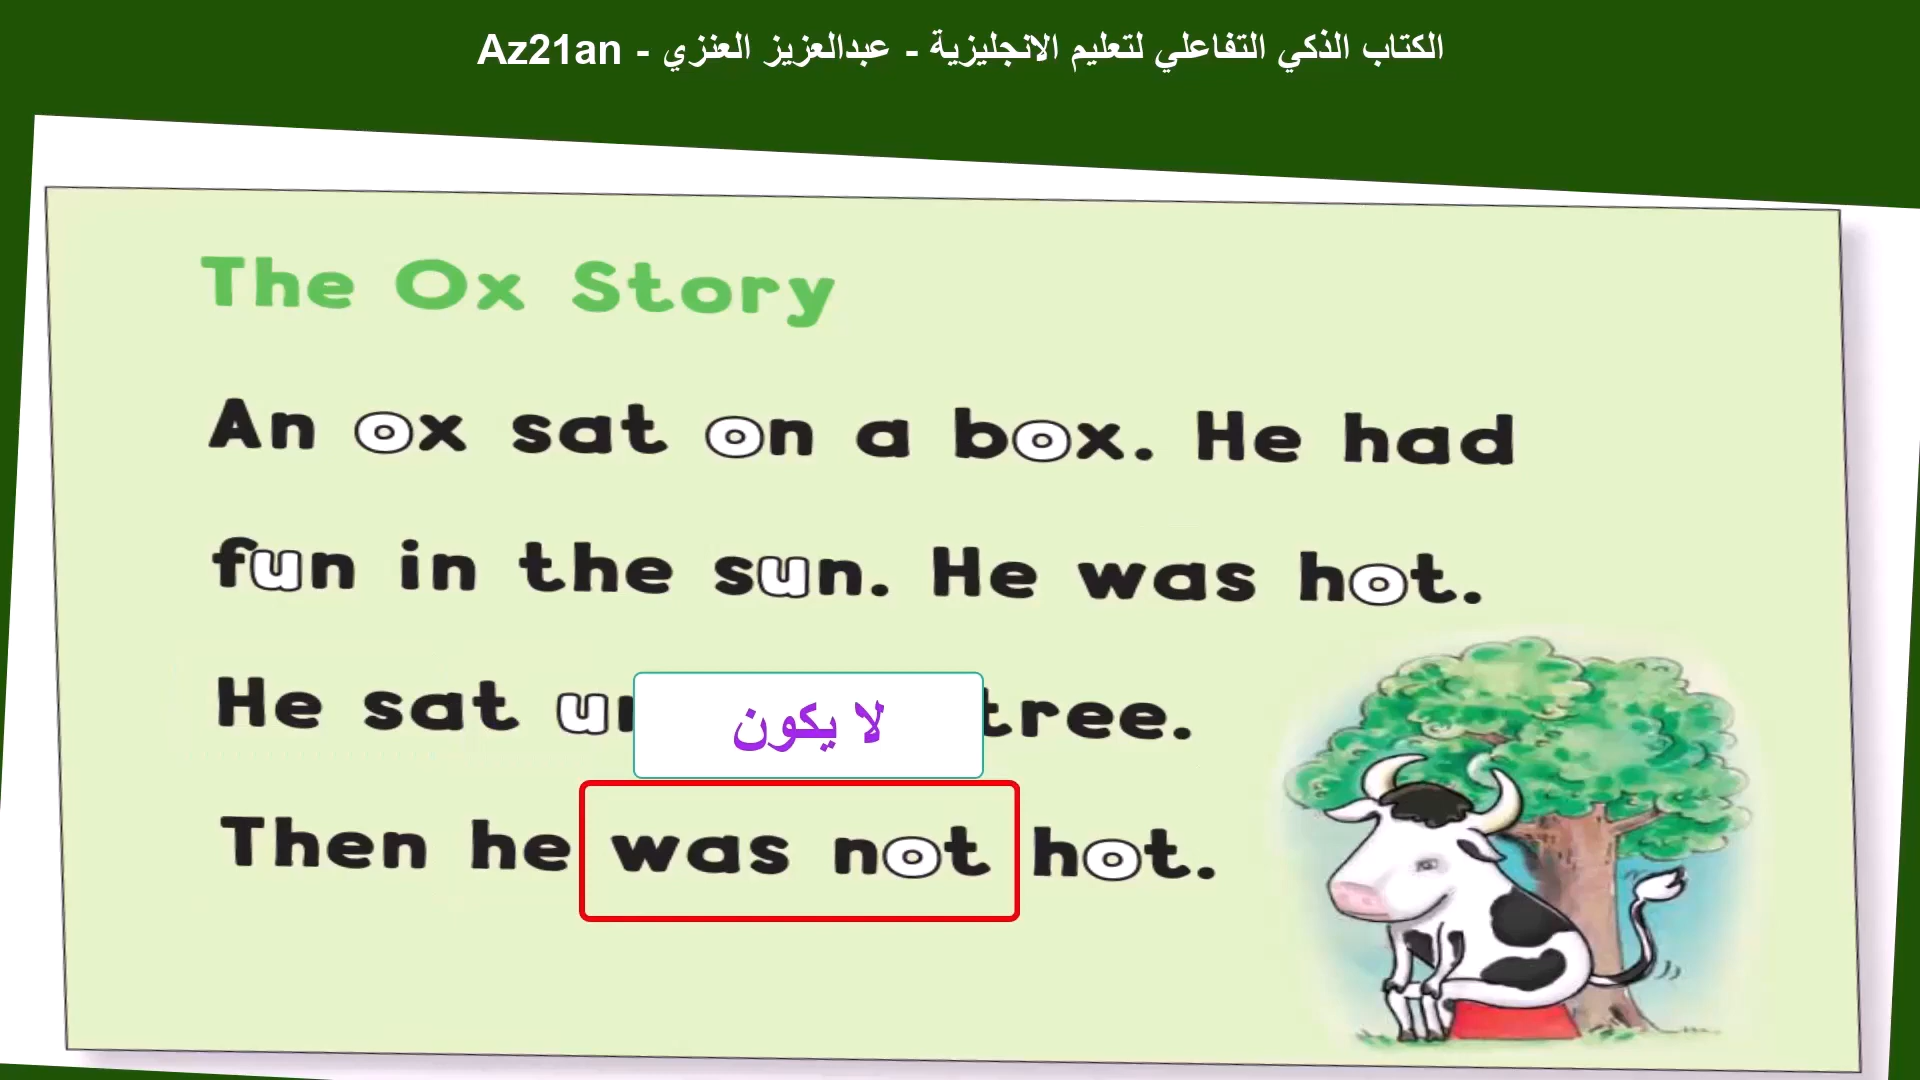 الكتاب الذكي التفاعلي لتعليم الانجليزية - عبدالعزيز العنزي - Az21an
The Ox Story
An ox sat on a box. He had
fun in the sun. He was hot.
He sat tree.
لا يكون
Then he was not hot.